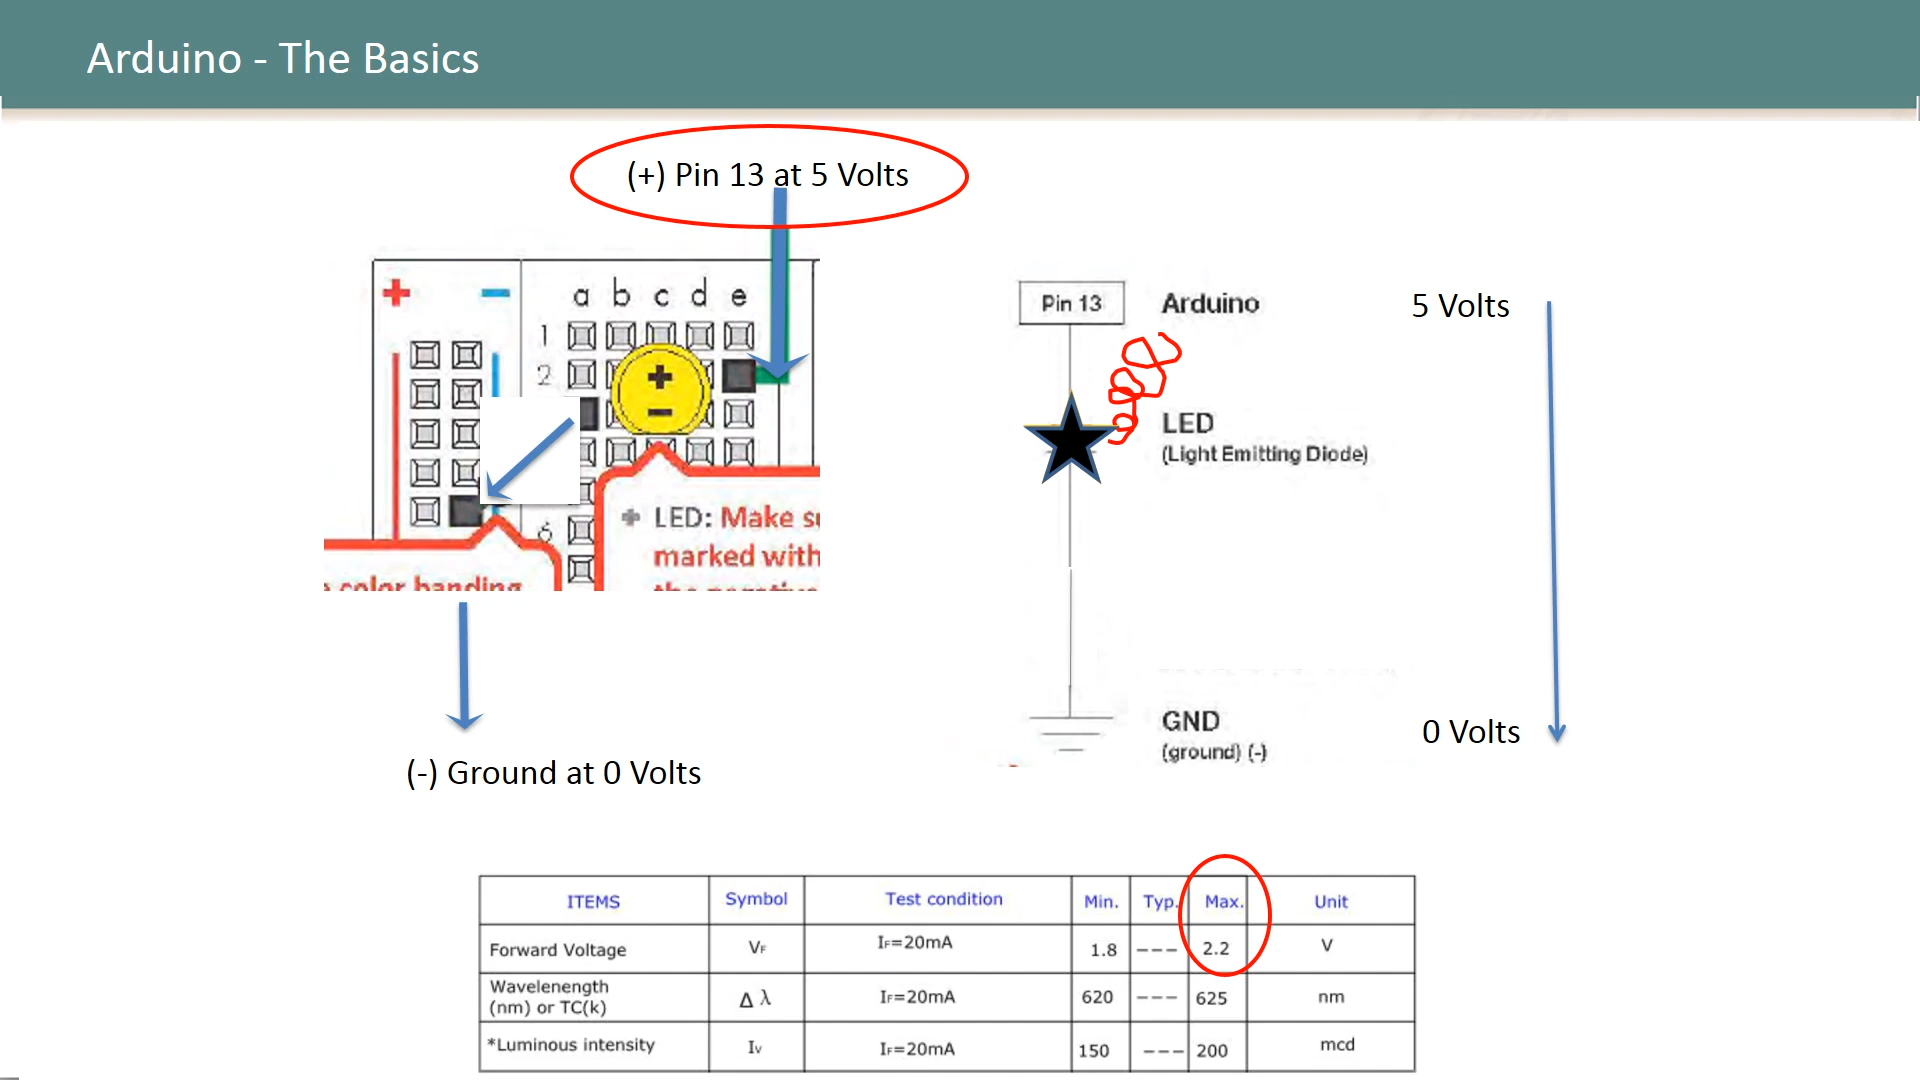 Arduino - The Basics
(+) Pin 13 at 5 Volts
+ −
a b c d e
1
2
+
−
6
LED: Make
marked with
color banding
(-) Ground at 0 Volts
Pin 13 Arduino 5 Volts
LED
(Light Emitting Diode)
GND 0 Volts
(ground) (-)
ITEMS Symbol Test condition Min. Typ. Max. Unit
Forward Voltage VF IF=20mA 1.8 --- 2.2 V
Wavelenength
(nm) or TC(k) Δ λ IF=20mA 620 --- 625 nm
*Luminous intensity IV IF=20mA 150 --- 200 mcd